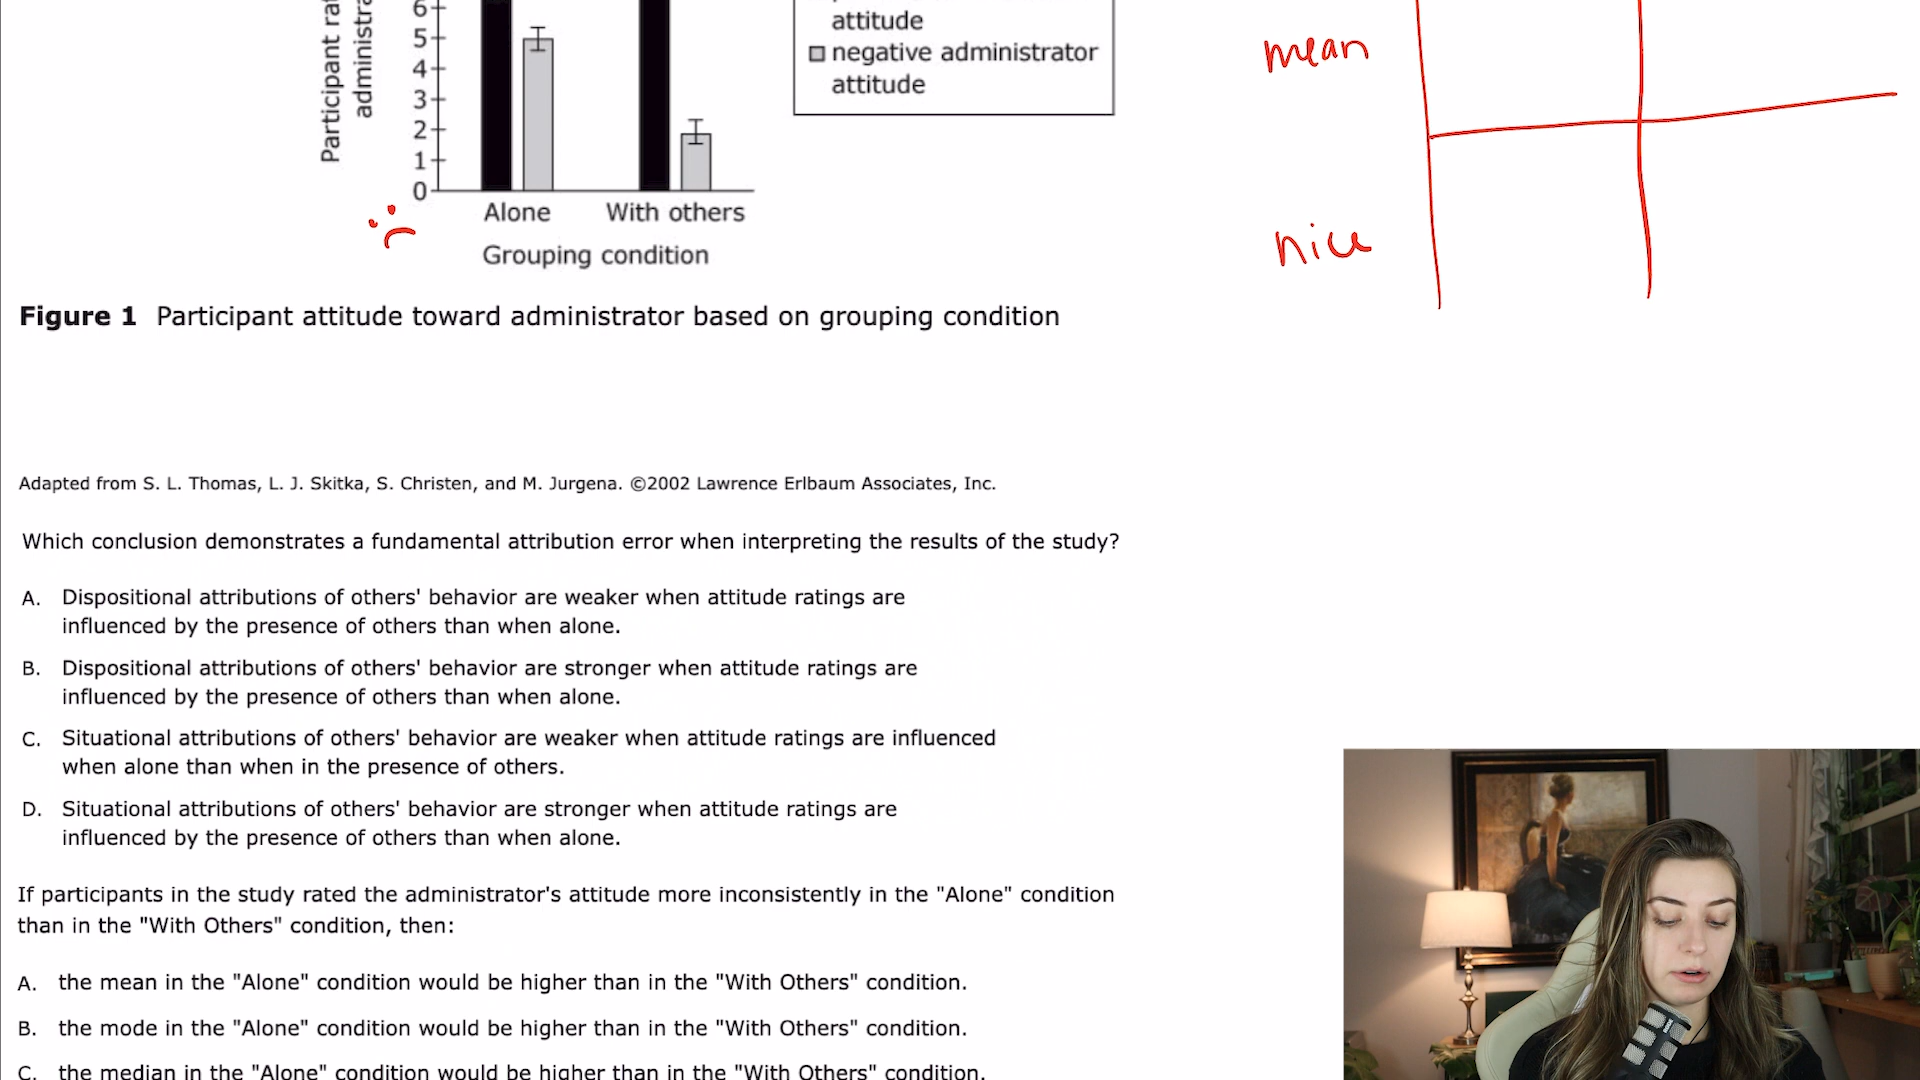 6
5
4
3
2
1
0
attitude
negative administrator
attitude
Alone
With others
Grouping condition
mean
nice
Figure 1 Participant attitude toward administrator based on grouping condition
Adapted from S. L. Thomas, L. J. Skitka, S. Christen, and M. Jurgena. ©2002 Lawrence Erlbaum Associates, Inc.
Which conclusion demonstrates a fundamental attribution error when interpreting the results of the study?
A. Dispositional attributions of others' behavior are weaker when attitude ratings are
influenced by the presence of others than when alone.
B. Dispositional attributions of others' behavior are stronger when attitude ratings are
influenced by the presence of others than when alone.
C. Situational attributions of others' behavior are weaker when attitude ratings are influenced
when alone than when in the presence of others.
D. Situational attributions of others' behavior are stronger when attitude ratings are
influenced by the presence of others than when alone.
If participants in the study rated the administrator's attitude more inconsistently in the "Alone" condition
than in the "With Others" condition, then:
A. the mean in the "Alone" condition would be higher than in the "With Others" condition.
B. the mode in the "Alone" condition would be higher than in the "With Others" condition.
C. the median in the "Alone" condition would be higher than in the "With Others" condition.
Participant